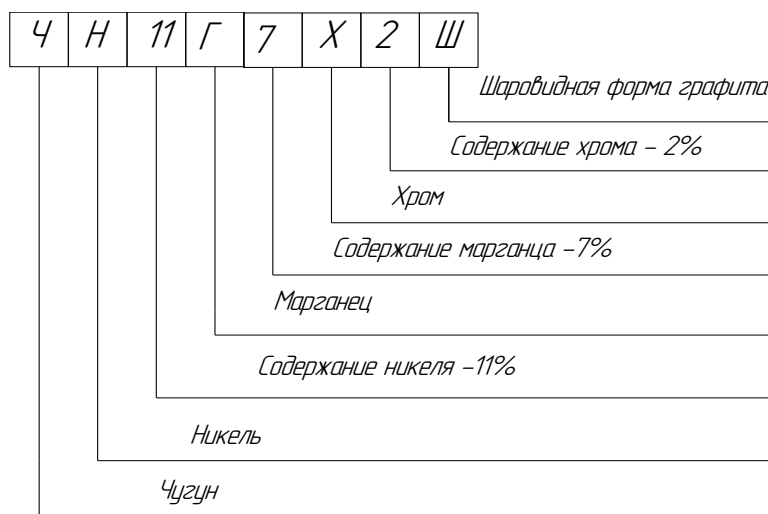 Ч Н 11 Г 7 Х 2 Ш
Шаровидная форма графита
Содержание хрома - 2%
Хром
Содержание марганца -7%
Марганец
Содержание никеля -11%
Никель
Чугун